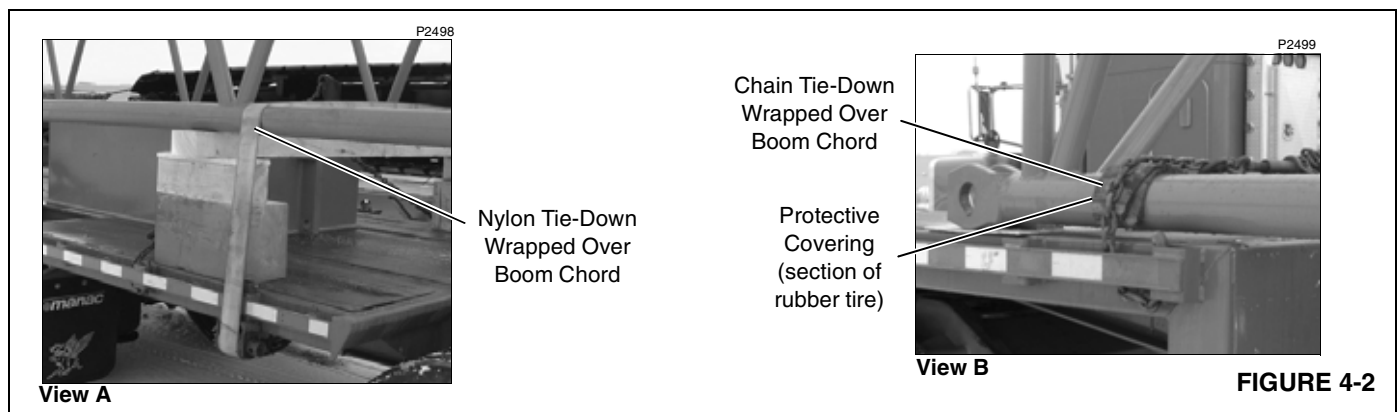 P2498
Nylon Tie-Down
Wrapped Over
Boom Chord
manac
View A
P2499
Chain Tie-Down
Wrapped Over
Boom Chord
Protective
Covering
(section of
rubber tire)
View B
FIGURE 4-2